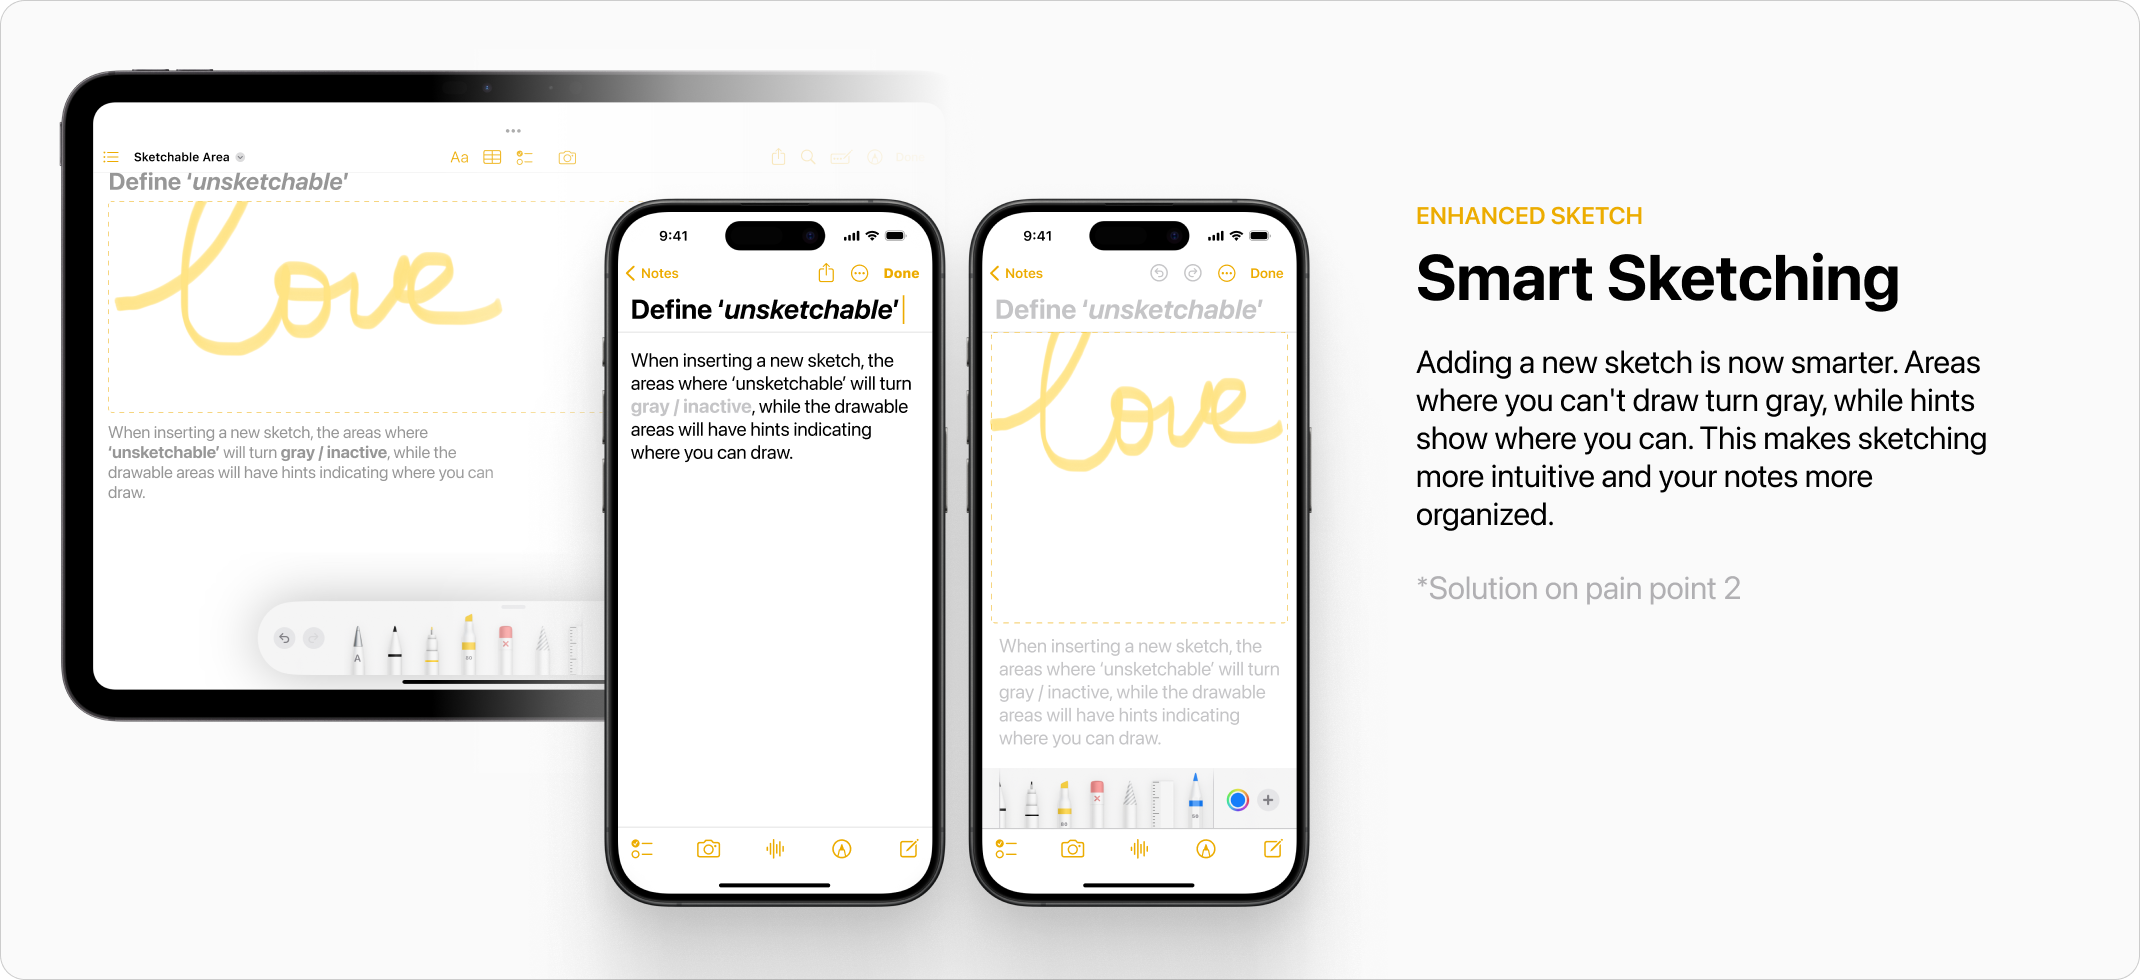 Sketchable Area
Aa
Done
Define ‘unsketchable’
love
When inserting a new sketch, the areas where
‘unsketchable’ will turn gray / inactive, while the
drawable areas will have hints indicating where you can
draw.
A
80
9:41
Notes
Done
Define ‘unsketchable’
When inserting a new sketch, the
areas where ‘unsketchable’ will turn
gray / inactive, while the drawable
areas will have hints indicating
where you can draw.
9:41
Notes
Done
Define ‘unsketchable’
love
When inserting a new sketch, the
areas where ‘unsketchable’ will turn
gray / inactive, while the drawable
areas will have hints indicating
where you can draw.
80
50
ENHANCED SKETCH
Smart Sketching
Adding a new sketch is now smarter. Areas
where you can't draw turn gray, while hints
show where you can. This makes sketching
more intuitive and your notes more
organized.
*Solution on pain point 2